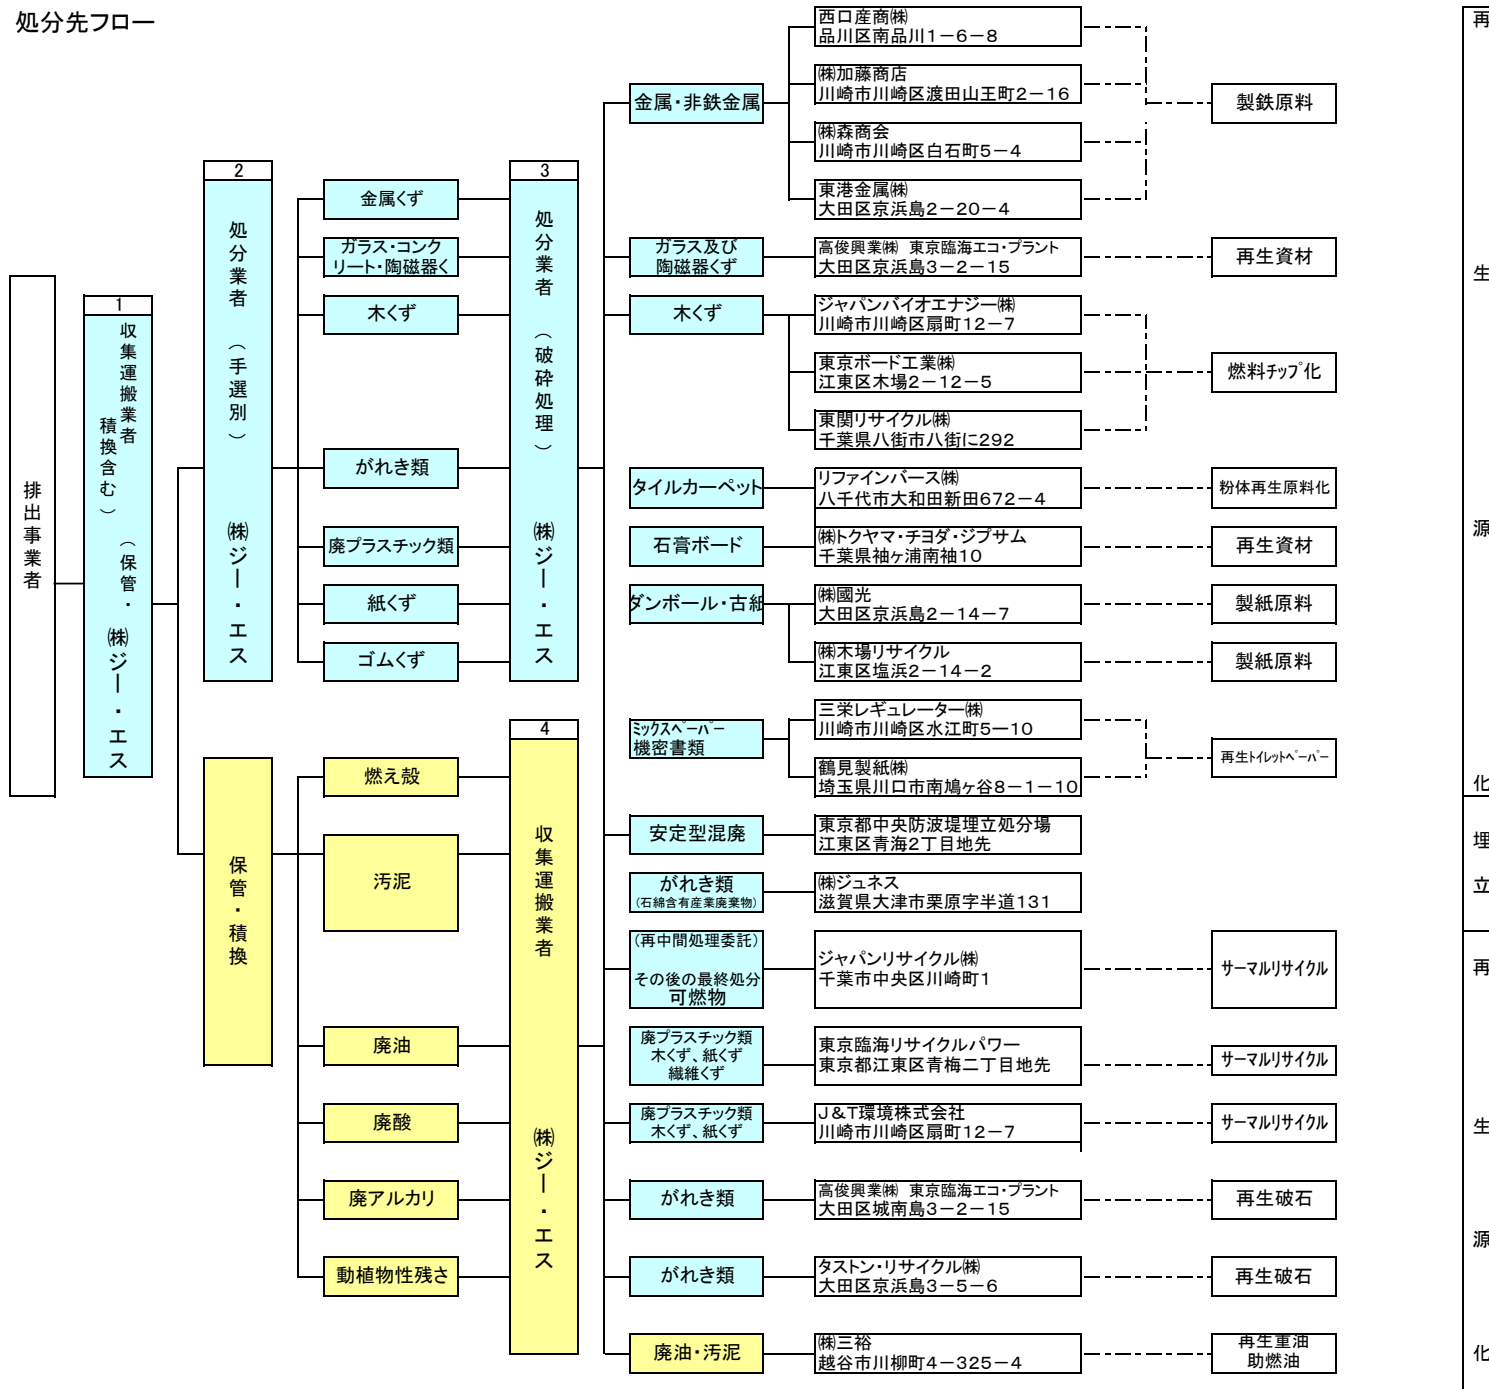 処分先フロー
排出事業者
1
収集運搬業者
（保管・積換含む）
㈱ジー・エス
2
処分業者
（手選別）
㈱ジー・エス
保管・積換
金属くず
ガラス・コンク
リート・陶磁器く
木くず
がれき類
廃プラスチック類
紙くず
ゴムくず
燃え殻
汚泥
廃油
廃酸
廃アルカリ
動植物性残さ
3
処分業者
（破砕処理）
㈱ジー・エス
4
収集運搬業者
㈱ジー・エス
金属・非鉄金属
西口産商㈱
品川区南品川1－6－8
㈱加藤商店
川崎市川崎区渡田山王町2－16
㈱森商会
川崎市川崎区白石町5－4
東港金属㈱
大田区京浜島2－20－4
製鉄原料
ガラス及び
陶磁器くず
高俊興業㈱ 東京臨海エコ・プラント
大田区京浜島3－2－15
再生資材
木くず
ジャパンバイオエナジー㈱
川崎市川崎区扇町12－7
東京ボード工業㈱
江東区木場2－12－5
東関リサイクル㈱
千葉県八街市八街に292
燃料チップ化
タイルカーペット
リファインバース㈱
八千代市大和田新田672－4
粉体再生原料化
石膏ボード
㈱トクヤマ・チヨダ・ジプサム
千葉県袖ヶ浦南袖10
再生資材
ダンボール・古紙
㈱國光
大田区京浜島2－14－7
製紙原料
㈱木場リサイクル
江東区塩浜2－14－2
製紙原料
ミックスペーパー
機密書類
三栄レギュレーター㈱
川崎市川崎区水江町5―10
鶴見製紙㈱
埼玉県川口市南鳩ヶ谷8－1－10
再生トイレットペーパー
安定型混廃
東京都中央防波堤埋立処分場
江東区青海2丁目地先
がれき類
(石綿含有産業廃棄物)
㈱ジュネス
滋賀県大津市栗原字半道131
(再中間処理委託)
その後の最終処分
可燃物
ジャパンリサイクル㈱
千葉市中央区川崎町1
サーマルリサイクル
廃プラスチック類
木くず、紙くず
繊維くず
東京臨海リサイクルパワー
東京都江東区青梅二丁目地先
サーマルリサイクル
廃プラスチック類
木くず、紙くず
J＆T環境株式会社
川崎市川崎区扇町12－7
サーマルリサイクル
がれき類
高俊興業㈱ 東京臨海エコ・プラント
大田区城南島3－2－15
再生破石
がれき類
タストン・リサイクル㈱
大田区京浜島3－5－6
再生破石
廃油・汚泥
㈱三裕
越谷市川柳町4－325－4
再生重油
助燃油
再生源化
埋立
再生源化